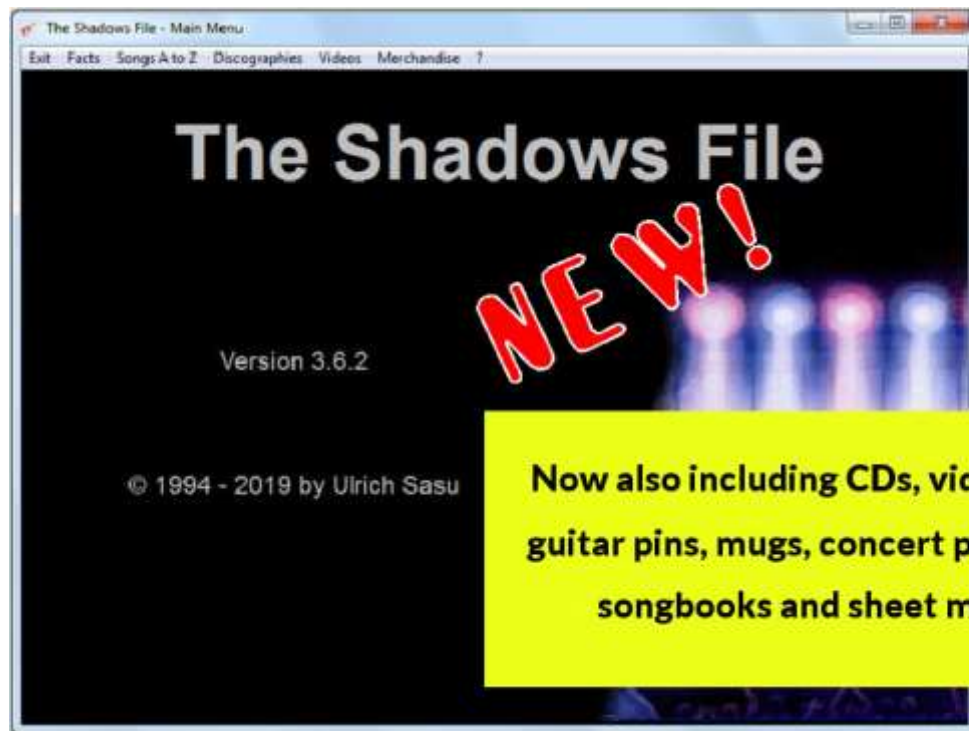 The Shadows File - Main Menu
Exit Facts Songs A to Z Discographies Videos Merchandise ?
The Shadows File
NEW!
Version 3.6.2
© 1994 - 2019 by Ulrich Sasu
Now also including CDs, vid
guitar pins, mugs, concert p
songbooks and sheet m